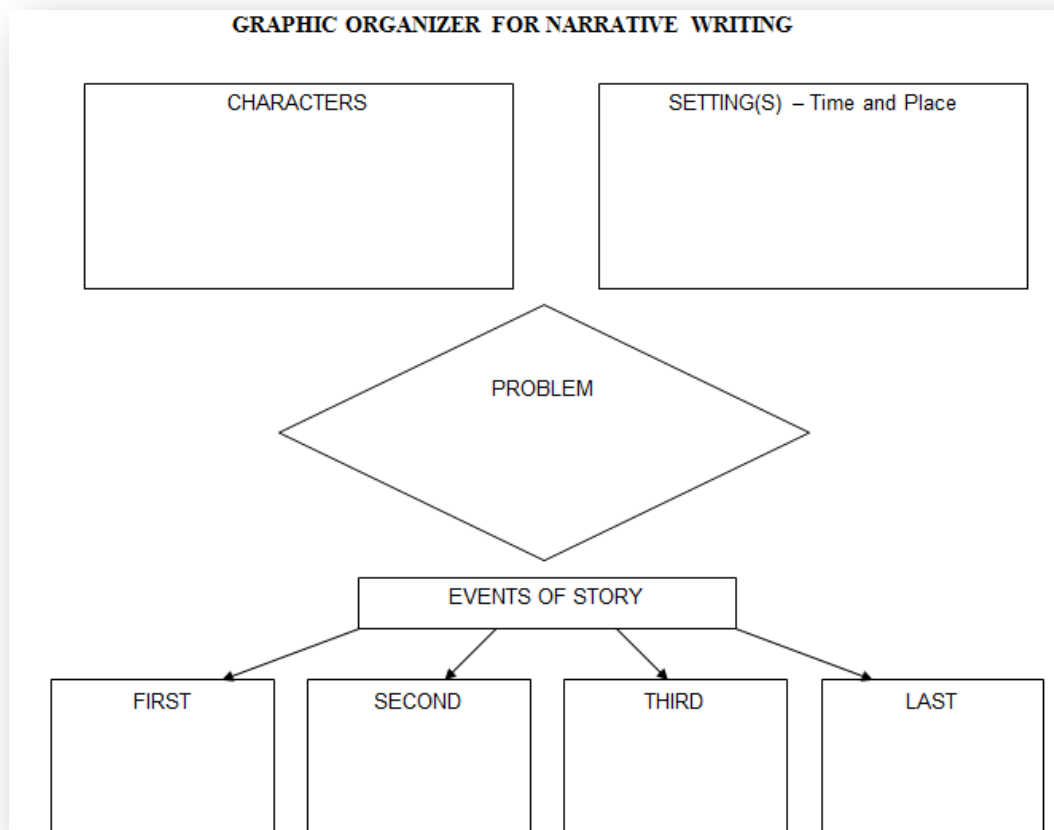 GRAPHIC ORGANIZER FOR NARRATIVE WRITING
CHARACTERS
SETTING(S) – Time and Place
PROBLEM
EVENTS OF STORY
FIRST
SECOND
THIRD
LAST